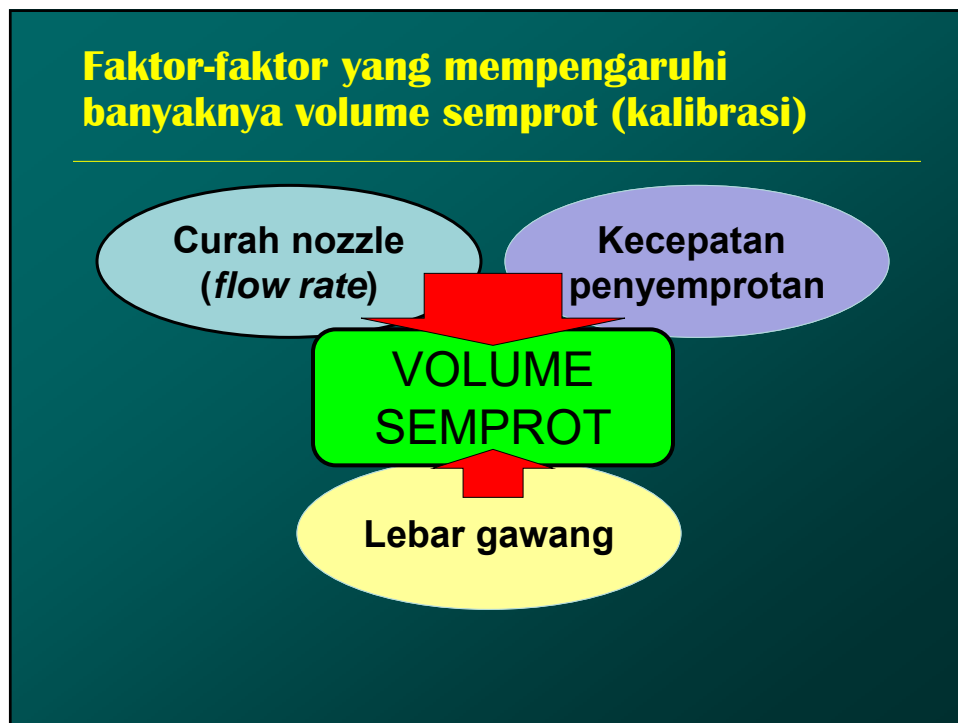 Faktor-faktor yang mempengaruhi
banyaknya volume semprot (kalibrasi)
Curah nozzle
(flow rate)
Kecepatan
penyemprotan
VOLUME
SEMPROT
Lebar gawang